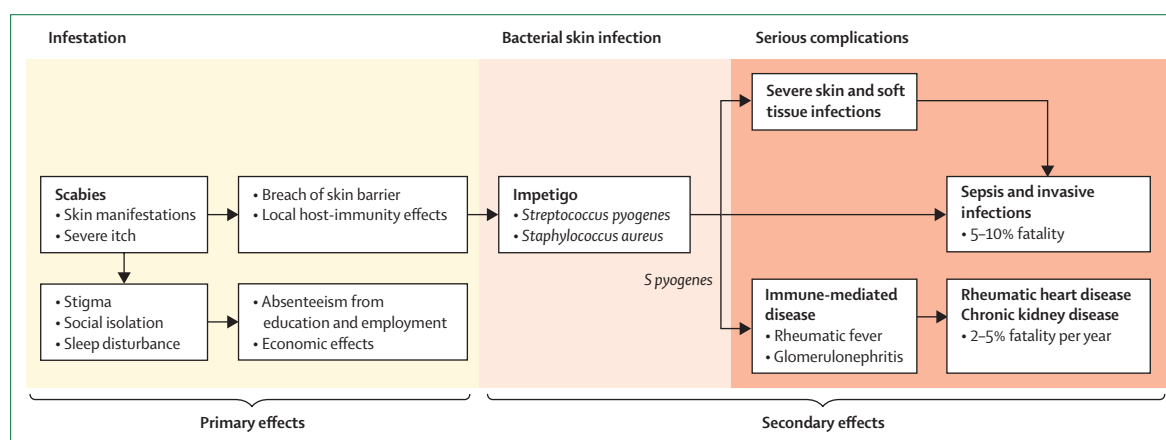 Infestation
Bacterial skin infection
Serious complications
Severe skin and soft
tissue infections
Scabies
• Skin manifestations
• Severe itch
• Breach of skin barrier
• Local host-immunity effects
Impetigo
• Streptococcus pyogenes
• Staphylococcus aureus
Sepsis and invasive
infections
• 5–10% fatality
S pyogenes
• Stigma
• Social isolation
• Sleep disturbance
• Absenteeism from
education and employment
• Economic effects
Immune-mediated
disease
• Rheumatic fever
• Glomerulonephritis
Rheumatic heart disease
Chronic kidney disease
• 2–5% fatality per year
Primary effects
Secondary effects